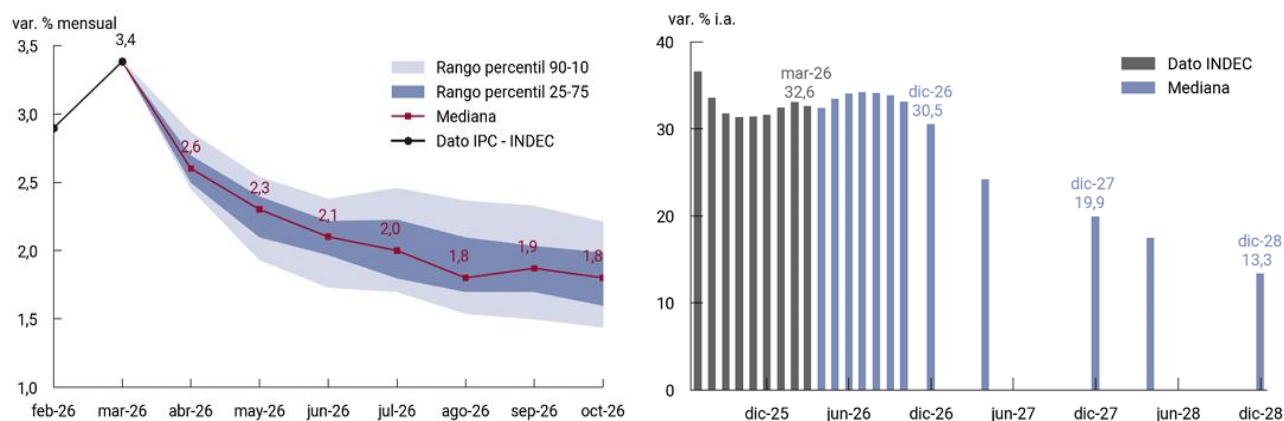 var. % mensual
3,5
3,0
2,5
2,0
1,5
1,0
3,4
2,6
2,3
2,1
2,0
1,8
1,9
1,8
Rango percentil 90-10
Rango percentil 25-75
Mediana
Dato IPC - INDEC
feb-26 mar-26 abr-26 may-26 jun-26 jul-26 ago-26 sep-26 oct-26
var. % i.a.
40
30
20
10
0
mar-26
32,6
dic-26
30,5
dic-27
19,9
dic-28
13,3
Dato INDEC
Mediana
dic-25 jun-26 dic-26 jun-27 dic-27 jun-28 dic-28